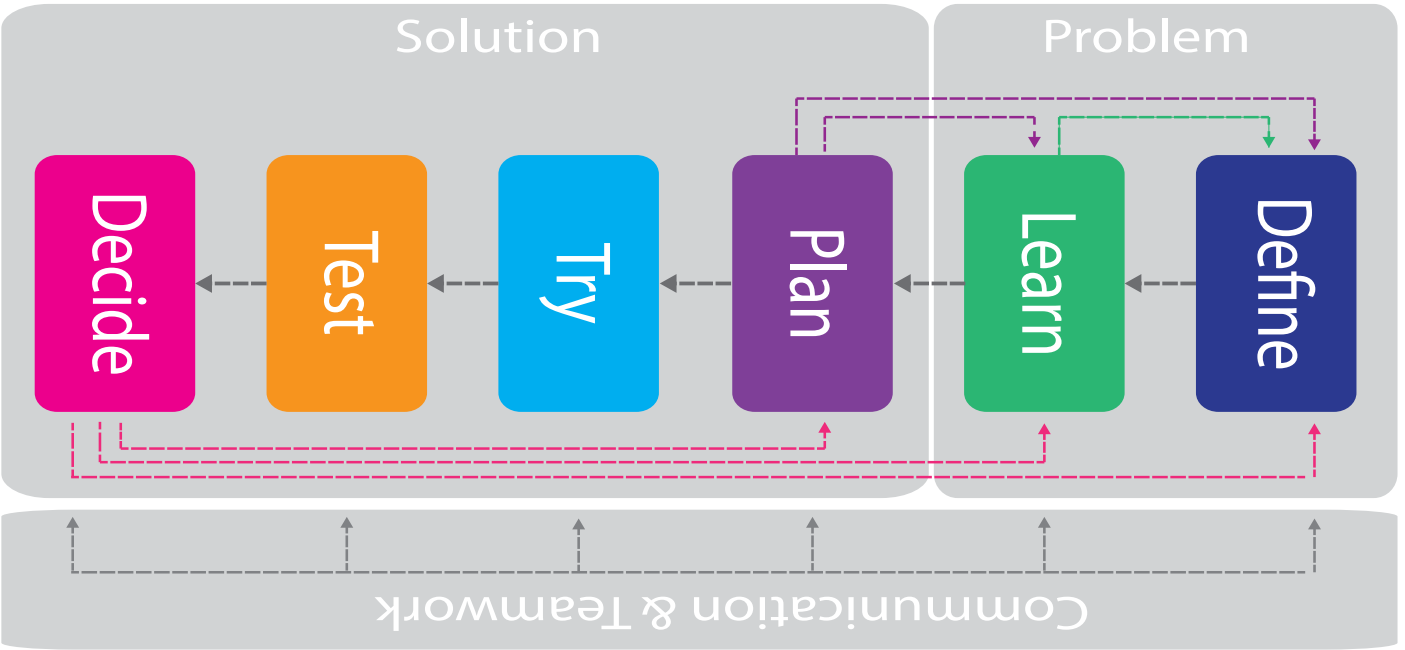 Problem
Solution
Define
Learn
Plan
Try
Test
Decide
Communication & Teamwork